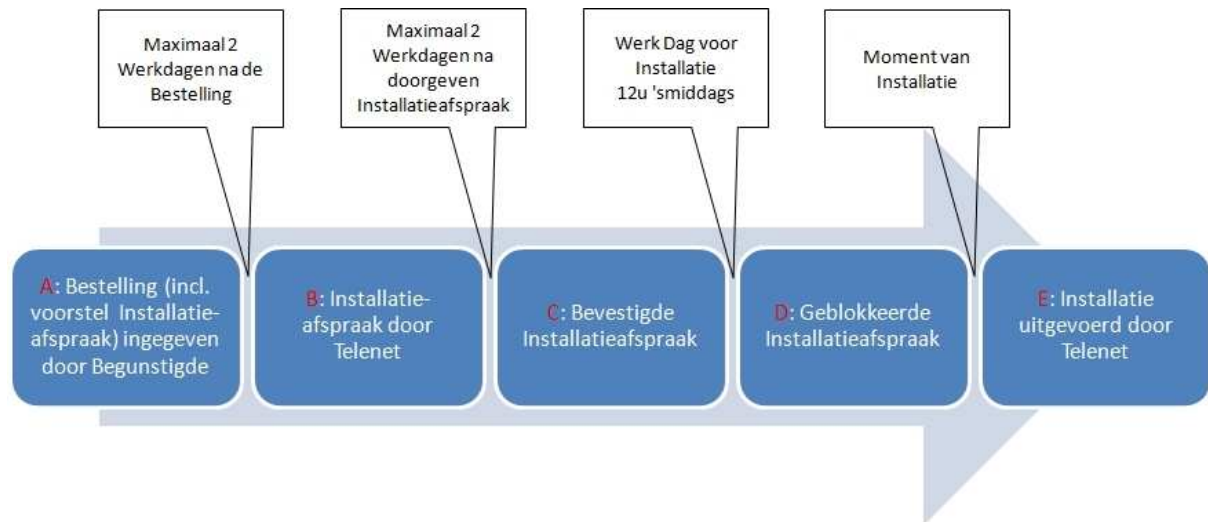 Maximaal 2
Werkdagen na de
Bestelling
Maximaal 2
Werkdagen na
doorgeven
Installatieafspraak
Werk Dag voor
Installatie
12u 'smiddags
Moment van
Installatie
A: Bestelling (incl.
voorstel Installatie-
afspraak) ingegeven
door Begunstigde
B: Installatie-
afspraak door
Telenet
C: Bevestigde
Installatieafspraak
D: Geblokkeerde
Installatieafspraak
E: Installatie
uitgevoerd door
Telenet